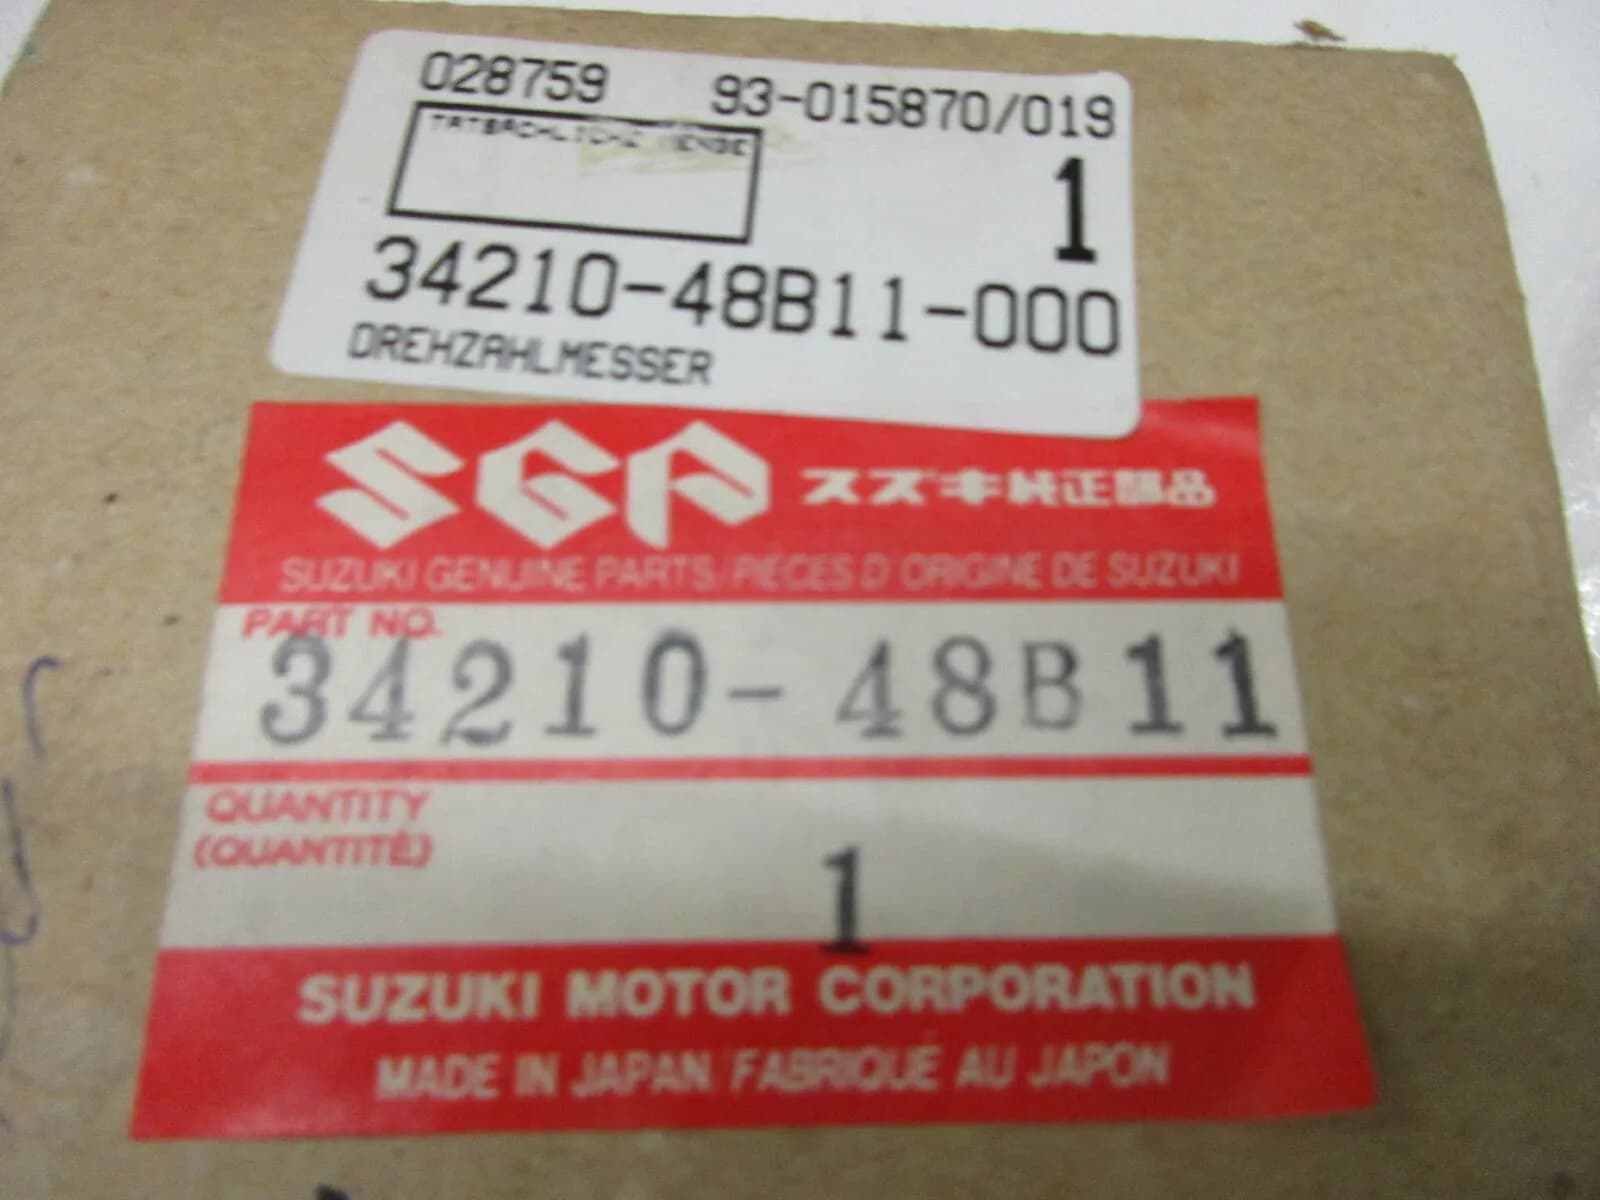 028759 93-015870/019
TATSÄCHLICHE MENGE
1
34210-48B11-000
DREHZAHLMESSER
SGP スズキ純正部品
SUZUKI GENUINE PARTS/PIÈCES D'ORIGINE DE SUZUKI
PART NO.
34210-48B11
QUANTITY
(QUANTITÉ)
1
SUZUKI MOTOR CORPORATION
MADE IN JAPAN/FABRIQUÉ AU JAPON